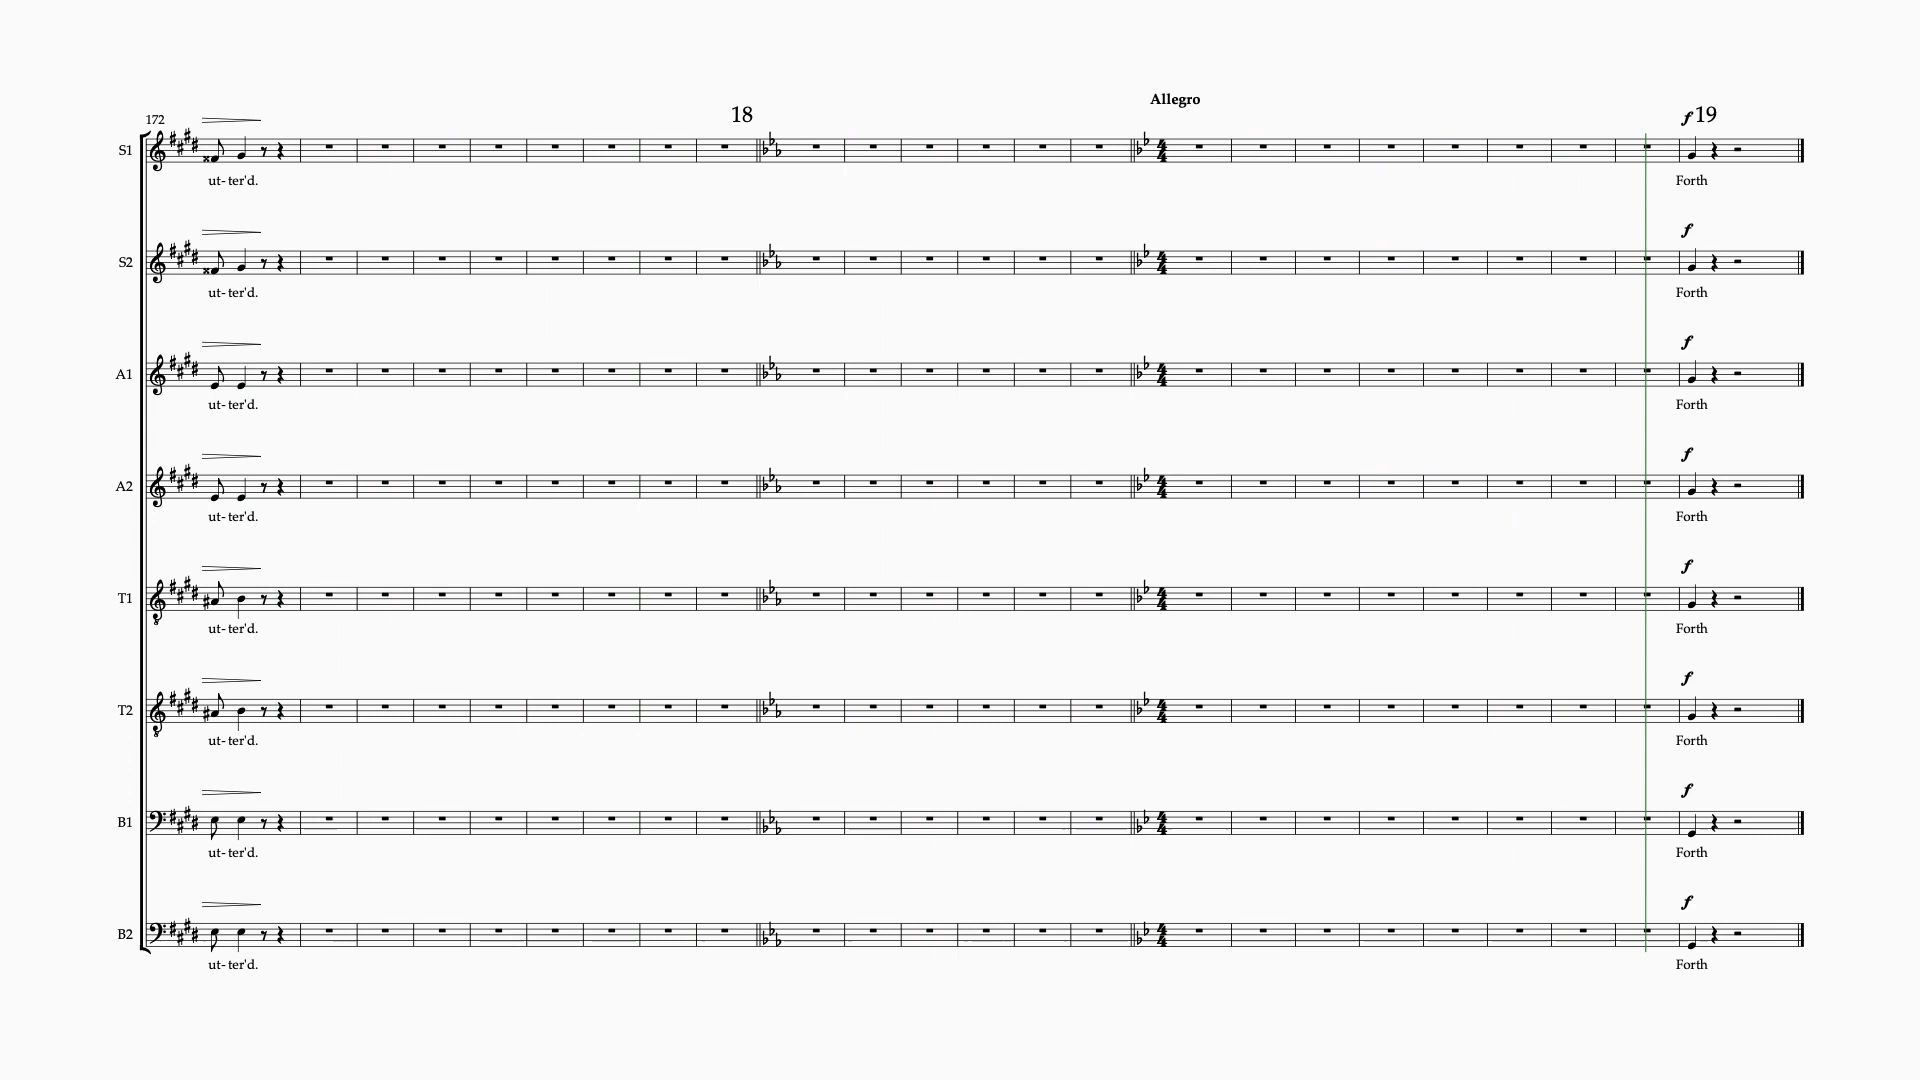 Allegro
18
172
f 19
S1
ut- ter'd. Forth
f
S2
ut- ter'd. Forth
f
A1
ut- ter'd. Forth
f
A2
ut- ter'd. Forth
f
T1
ut- ter'd. Forth
f
T2
ut- ter'd. Forth
f
B1
ut- ter'd. Forth
f
B2
ut- ter'd. Forth